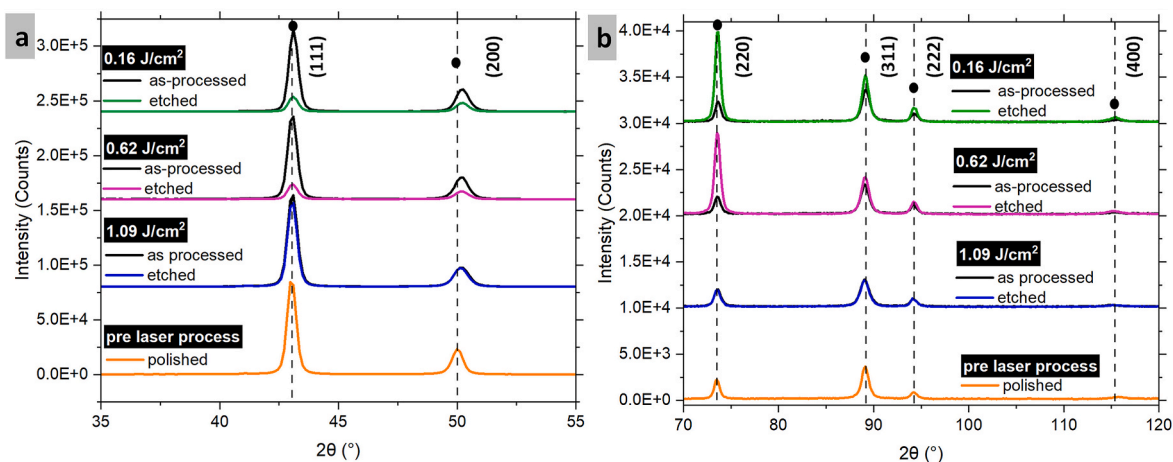 a
3.0E+5
2.5E+5
2.0E+5
1.5E+5
1.0E+5
5.0E+4
0.0E+0
Intensity (Counts)
0.16 J/cm²
as-processed
etched
0.62 J/cm²
as-processed
etched
1.09 J/cm²
as processed
etched
pre laser process
polished
(111)
(200)
35 40 45 50 55
2θ (°)
b
4.0E+4
3.5E+4
3.0E+4
2.5E+4
2.0E+4
1.5E+4
1.0E+4
5.0E+3
0.0E+0
Intensity (Counts)
(220)
(311)
(222)
(400)
0.16 J/cm²
as-processed
etched
0.62 J/cm²
as-processed
etched
1.09 J/cm²
as processed
etched
pre laser process
polished
70 80 90 100 110 120
2θ (°)